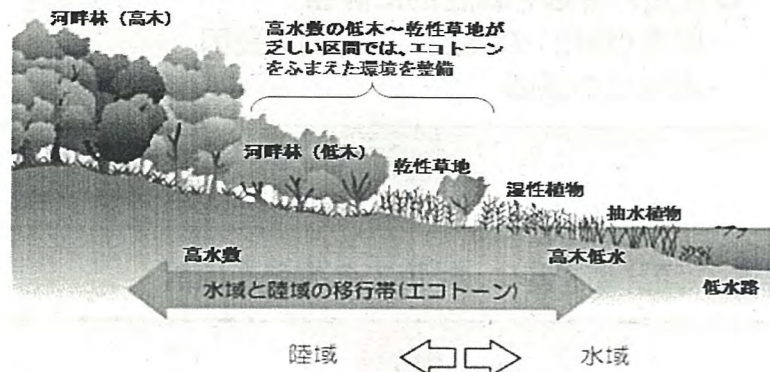 河畔林（高木）
高水敷の低木～乾性草地が
乏しい区間では、エコトーン
をふまえた環境を整備
河畔林（低木）
乾性草地
湿性植物
抽水植物
高水敷
高木低水
低水路
水域と陸域の移行帯(エコトーン)
陸域
水域